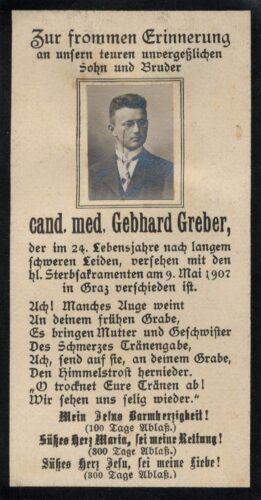 Zur frommen Erinnerung
an unsern teuren unvergeßlichen
Sohn und Bruder
cand. med. Gebhard Greber,
der im 24. Lebensjahre nach langem
schweren Leiden, versehen mit den
hl. Sterbsakramenten am 9. Mai 1907
in Graz verschieden ist.
Ach! Manches Auge weint
An deinem frühen Grabe,
Es bringen Mutter und Geschwister
Des Schmerzes Tränengabe,
Ach, send auf sie, an deinem Grabe,
Den Himmelstrost hernieder.
„O trocknet Eure Tränen ab!
Wir sehen uns selig wieder.“
Mein Jesus Barmherzigkeit!
(100 Tage Ablaß.)
Süßes Herz Maria, sei meine Rettung!
(300 Tage Ablaß.)
Süßes Herz Jesu, sei meine Liebe!
(300 Tage Ablaß.)